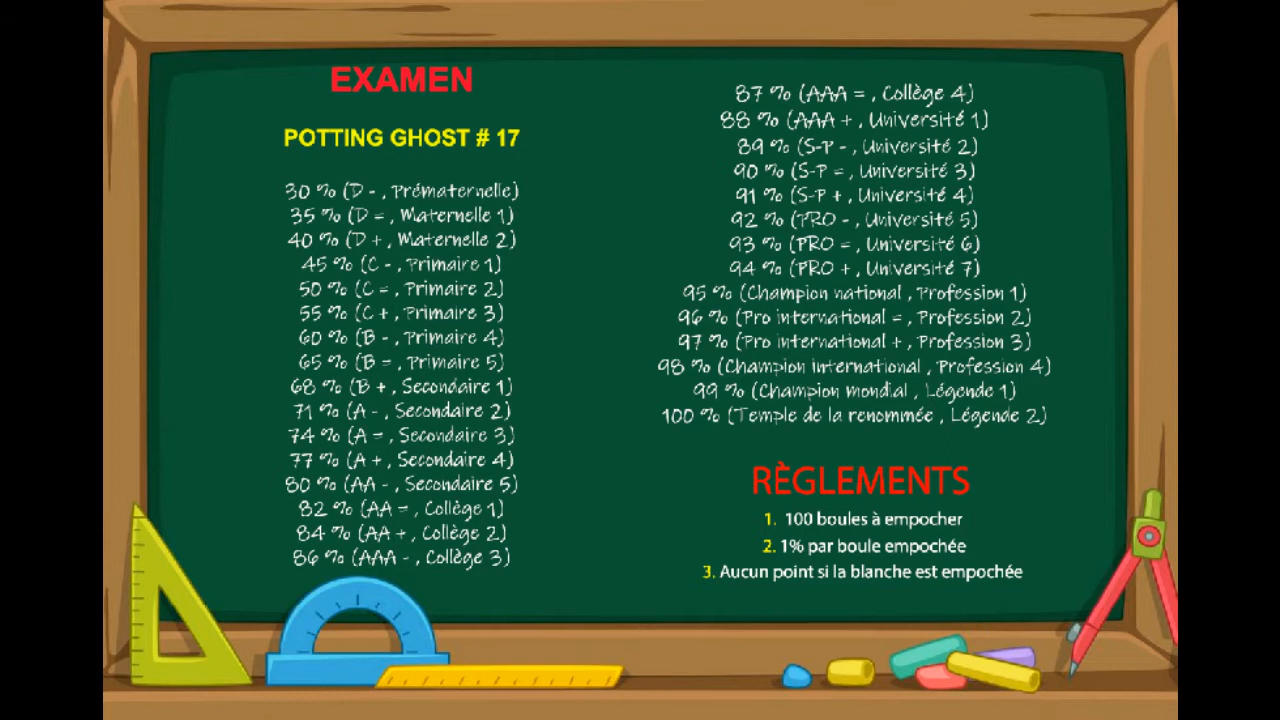 EXAMEN
POTTING GHOST # 17
30 % (D - , Prématernelle)
35 % (D = , Maternelle 1)
40 % (D + , Maternelle 2)
45 % (C - , Primaire 1)
50 % (C = , Primaire 2)
55 % (C + , Primaire 3)
60 % (B - , Primaire 4)
65 % (B = , Primaire 5)
68 % (B + , Secondaire 1)
71 % (A - , Secondaire 2)
74 % (A = , Secondaire 3)
77 % (A + , Secondaire 4)
80 % (AA - , Secondaire 5)
82 % (AA = , Collège 1)
84 % (AA + , Collège 2)
86 % (AAA - , Collège 3)
87 % (AAA = , Collège 4)
88 % (AAA + , Université 1)
89 % (S-P - , Université 2)
90 % (S-P = , Université 3)
91 % (S-P + , Université 4)
92 % (PRO - , Université 5)
93 % (PRO = , Université 6)
94 % (PRO + , Université 7)
95 % (Champion national , Profession 1)
96 % (Pro international = , Profession 2)
97 % (Pro international + , Profession 3)
98 % (Champion international , Profession 4)
99 % (Champion mondial , Légende 1)
100 % (Temple de la renommée , Légende 2)
RÈGLEMENTS
1. 100 boules à empocher
2. 1% par boule empochée
3. Aucun point si la blanche est empochée